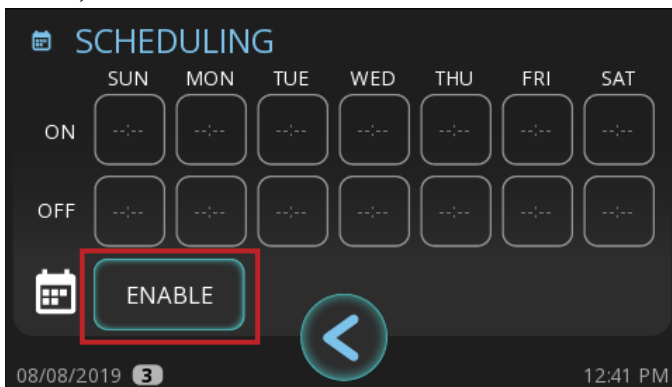 SCHEDULING
SUN MON TUE WED THU FRI SAT
ON --:-- --:-- --:-- --:-- --:-- --:-- --:--
OFF --:-- --:-- --:-- --:-- --:-- --:-- --:--
ENABLE
08/08/2019 3 12:41 PM